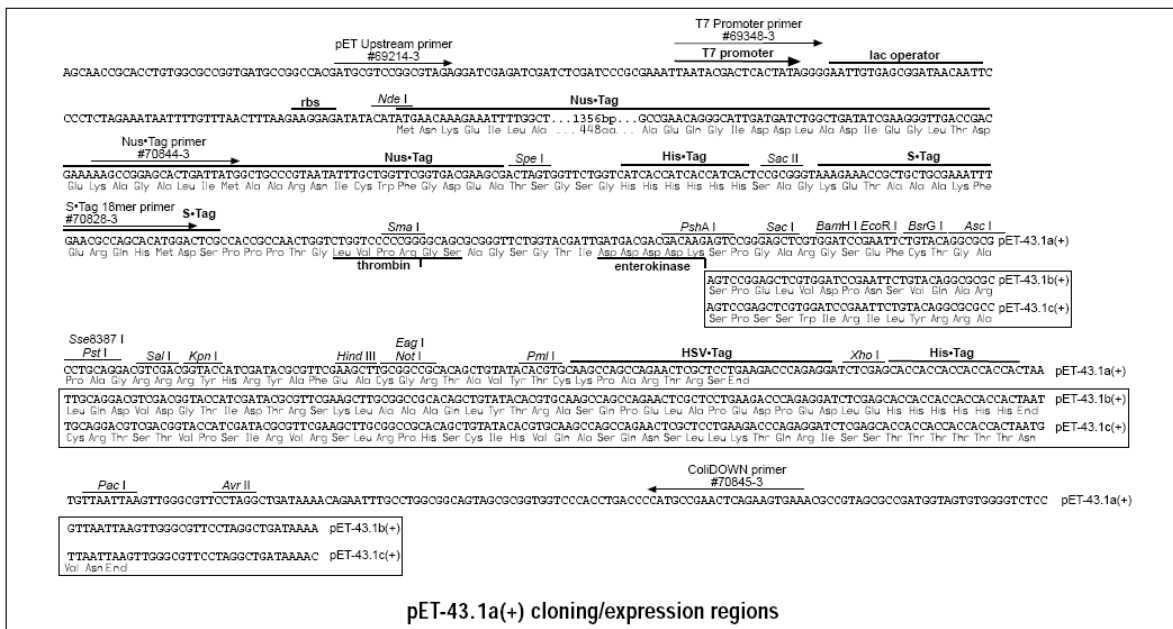 pET Upstream primer
#69214-3
T7 Promoter primer
#69348-3
T7 promoter
lac operator
AGCAACCGCACCTGTGGCGCCGGTGATGCCGGCCACGATGCGTCCGGCGTAGAGGATCGAGATCGATCTCGATCCCGCGAAATTAATACGACTCACTATAGGGGAATTGTGAGCGGATAACAATTC
rbs
Nde I
Nus•Tag
CCCTCTAGAAATAATTTTGTTTAACTTTAAGAAGGAGATATACATATGAACAAAGAAATTTTGGCT...1356bp...GCCGAACAGGGCATTGATGATCTGGCTGATATCGAAGGGTTGACCGAC
Met Asn Lys Glu Ile Leu Ala ...448aa... Ala Glu Gln Gly Ile Asp Asp Leu Ala Asp Ile Glu Gly Leu Thr Asp
Nus•Tag primer
#70844-3
Nus•Tag
Spe I
His•Tag
Sac II
S•Tag
GAAAAAGCCGGAGCACTGATTATGGCTGCCCGTAATATTTGCTGGTTCGGTGACGAAGCGACTAGTGGTTCTGGTCATCACCATCACCATCACTCCGCGGGTAAAGAAACCGCTGCTGCGAAATTT
Glu Lys Ala Gly Ala Leu Ile Met Ala Ala Arg Asn Ile Cys Trp Phe Gly Asp Glu Ala Thr Ser Gly Ser Gly His His His His His His Ser Ala Gly Lys Glu Thr Ala Ala Ala Lys Phe
S•Tag 18mer primer
#70828-3
S•Tag
Sma I
PshA I
Sac I
BamH I
EcoR I
BsrG I
Asc I
GAACGCCAGCACATGGACTCGCCACCGCCAACTGGTCTGGTCCCCCGGGGCAGCGCGGGTTCTGGTACGATTGATGACGACGACAAGAGTCCGGGAGCTCGTGGATCCGAATTCTGTACAGGCGCG pET-43.1a(+)
Glu Arg Gln His Met Asp Ser Pro Pro Pro Thr Gly Leu Val Pro Arg Gly Ser Ala Gly Ser Gly Thr Ile Asp Asp Asp Asp Lys Ser Pro Gly Ala Arg Gly Ser Glu Phe Cys Thr Gly Ala
thrombin
enterokinase
AGTCCGGAGCTCGTGGATCCGAATTCTGTACAGGCGCGC pET-43.1b(+)
Ser Pro Glu Leu Val Asp Pro Asn Ser Val Gln Ala Arg
AGTCCGAGCTCGTGGATCCGAATTCTGTACAGGCGCGCC pET-43.1c(+)
Ser Pro Ser Ser Trp Ile Arg Ile Leu Tyr Arg Arg Ala
Sse8387 I
Pst I
Sal I
Kpn I
Hind III
Eag I
Not I
Pml I
HSV•Tag
Xho I
His•Tag
CCTGCAGGACGTCGACGGTACCATCGATACGCGTTCGAAGCTTGCGGCCGCACAGCTGTATACACGTGCAAGCCAGCCAGAACTCGCTCCTGAAGACCCAGAGGATCTCGAGCACCACCACCACCACCACTAA pET-43.1a(+)
Pro Ala Gly Arg Arg Arg Tyr His Arg Tyr Ala Phe Glu Ala Cys Gly Arg Thr Ala Val Tyr Thr Cys Lys Pro Ala Arg Thr Arg Ser End
TTGCAGGACGTCGACGGTACCATCGATACGCGTTCGAAGCTTGCGGCCGCACAGCTGTATACACGTGCAAGCCAGCCAGAACTCGCTCCTGAAGACCCAGAGGATCTCGAGCACCACCACCACCACCACTAAT pET-43.1b(+)
Leu Gln Asp Val Asp Gly Thr Ile Asp Thr Arg Ser Lys Leu Ala Ala Ala Gln Leu Tyr Thr Arg Ala Ser Gln Pro Glu Leu Ala Pro Glu Asp Pro Glu Asp Leu Glu His His His His His His End
TGCAGGACGTCGACGGTACCATCGATACGCGTTCGAAGCTTGCGGCCGCACAGCTGTATACACGTGCAAGCCAGCCAGAACTCGCTCCTGAAGACCCAGAGGATCTCGAGCACCACCACCACCACCACTAATG pET-43.1c(+)
Cys Arg Thr Ser Thr Val Pro Ser Ile Arg Val Arg Ser Leu Arg Pro His Ser Cys Ile His Val Gln Ala Ser Gln Asn Ser Leu Leu Lys Thr Gln Arg Ile Ser Ser Thr Thr Thr Thr Thr Thr Asn
Pac I
Avr II
ColiDOWN primer
#70845-3
TGTTAATTAAGTTGGGCGTTCCTAGGCTGATAAAACAGAATTTGCCTGGCGGCAGTAGCGCGGTGGTCCCACCTGACCCCATGCCGAACTCAGAAGTGAAACGCCGTAGCGCCGATGGTAGTGTGGGGTCTCC pET-43.1a(+)
GTTAATTAAGTTGGGCGTTCCTAGGCTGATAAAA pET-43.1b(+)
TTAATTAAGTTGGGCGTTCCTAGGCTGATAAAAC pET-43.1c(+)
Val Asn End
pET-43.1a(+) cloning/expression regions